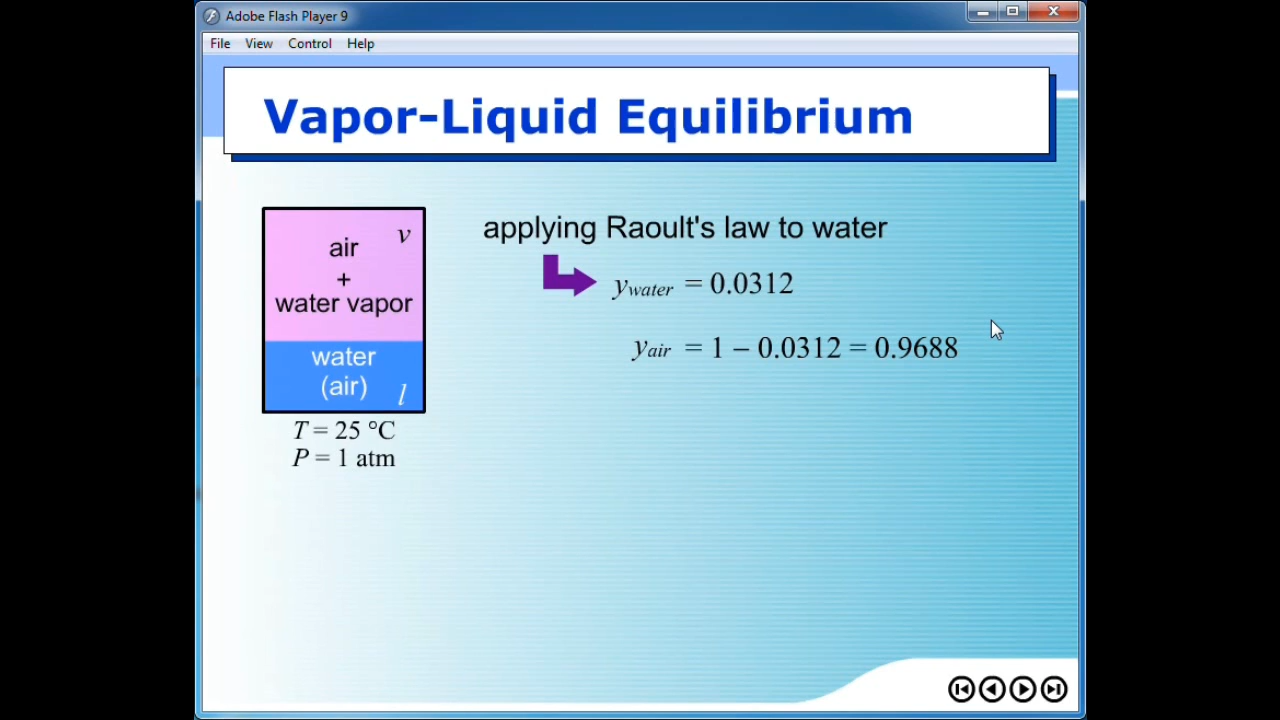 Adobe Flash Player 9
File View Control Help
Vapor-Liquid Equilibrium
air
+
water vapor
v
water
(air)
l
T = 25 °C
P = 1 atm
applying Raoult's law to water
y_water = 0.0312
y_air = 1 − 0.0312 = 0.9688